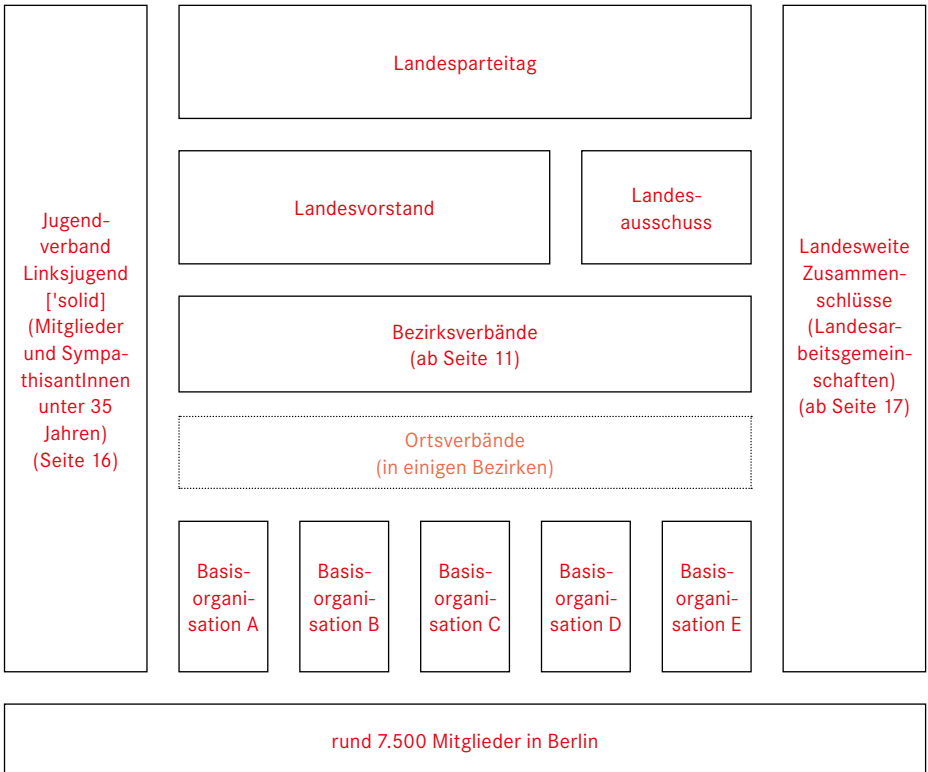 Landesparteitag
Landesvorstand
Landes-
ausschuss
Jugend-
verband
Linksjugend
['solid]
(Mitglieder
und Sympa-
thisantInnen
unter 35
Jahren)
(Seite 16)
Landesweite
Zusammen-
schlüsse
(Landesar-
beitsgemein-
schaften)
(ab Seite 17)
Bezirksverbände
(ab Seite 11)
Ortsverbände
(in einigen Bezirken)
Basis-
organi-
sation A
Basis-
organi-
sation B
Basis-
organi-
sation C
Basis-
organi-
sation D
Basis-
organi-
sation E
rund 7.500 Mitglieder in Berlin